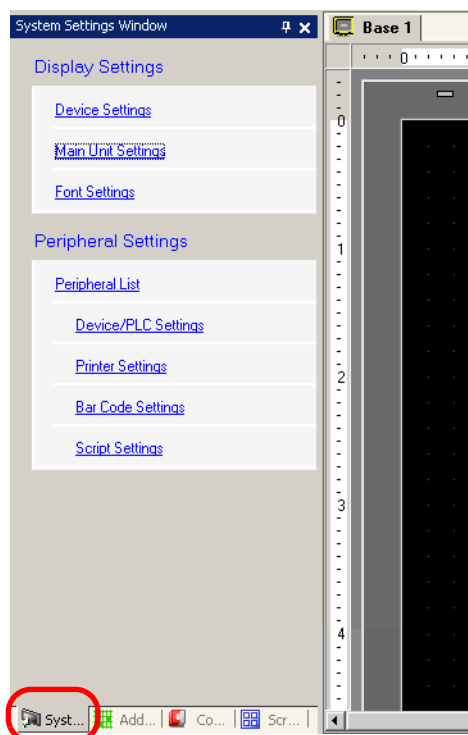 System Settings Window
Base 1
Display Settings
0
Device Settings
0
Main Unit Settings
Font Settings
Peripheral Settings
1
Peripheral List
Device/PLC Settings
Printer Settings
2
Bar Code Settings
Script Settings
3
4
Syst... Add... Co... Scr...